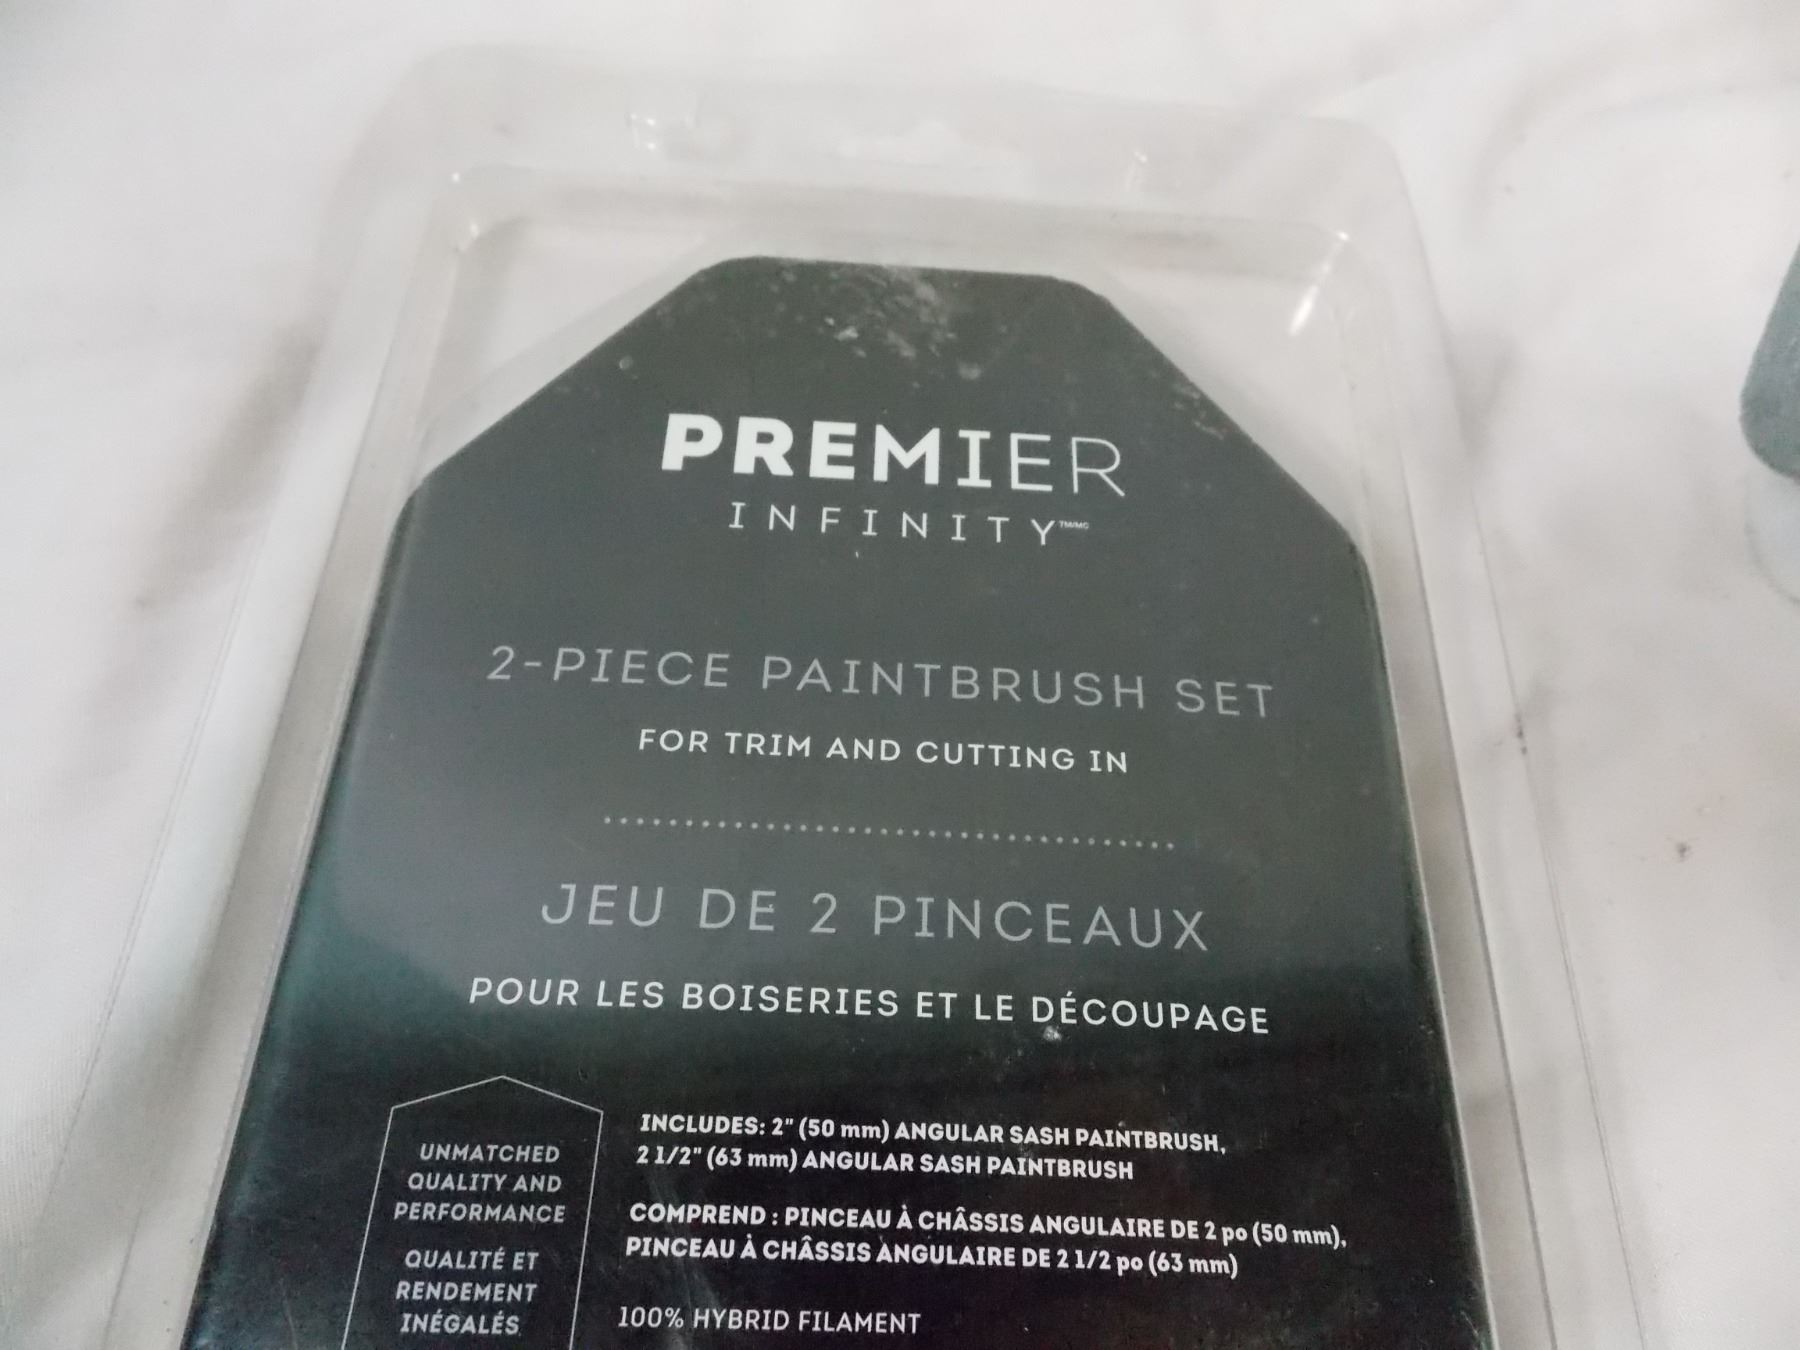 PREMIER
INFINITY™/MC
2-PIECE PAINTBRUSH SET
FOR TRIM AND CUTTING IN
JEU DE 2 PINCEAUX
POUR LES BOISERIES ET LE DÉCOUPAGE
UNMATCHED
QUALITY AND
PERFORMANCE
QUALITÉ ET
RENDEMENT
INÉGALÉS
INCLUDES: 2" (50 mm) ANGULAR SASH PAINTBRUSH,
2 1/2" (63 mm) ANGULAR SASH PAINTBRUSH
COMPREND : PINCEAU À CHÂSSIS ANGULAIRE DE 2 po (50 mm),
PINCEAU À CHÂSSIS ANGULAIRE DE 2 1/2 po (63 mm)
100% HYBRID FILAMENT